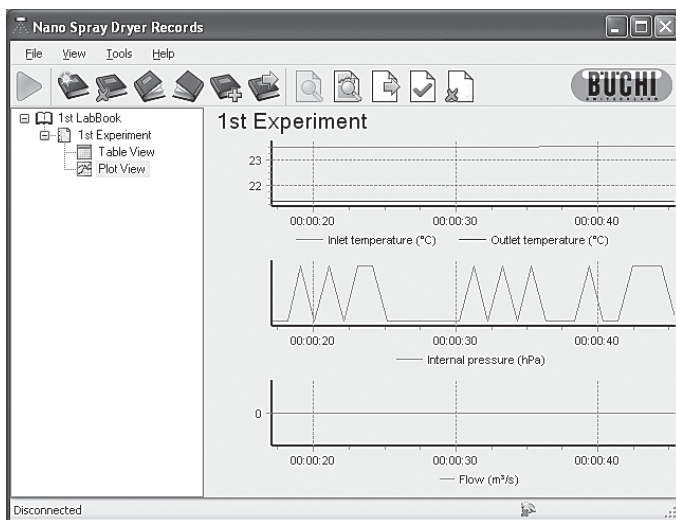 Nano Spray Dryer Records
File View Tools Help
BUCHI
SWITZERLAND
1st LabBook
1st Experiment
Table View
Plot View
1st Experiment
23
22
00:00:20 00:00:30 00:00:40
Inlet temperature (°C) Outlet temperature (°C)
00:00:20 00:00:30 00:00:40
Internal pressure (hPa)
0
00:00:20 00:00:30 00:00:40
Flow (m³/s)
Disconnected